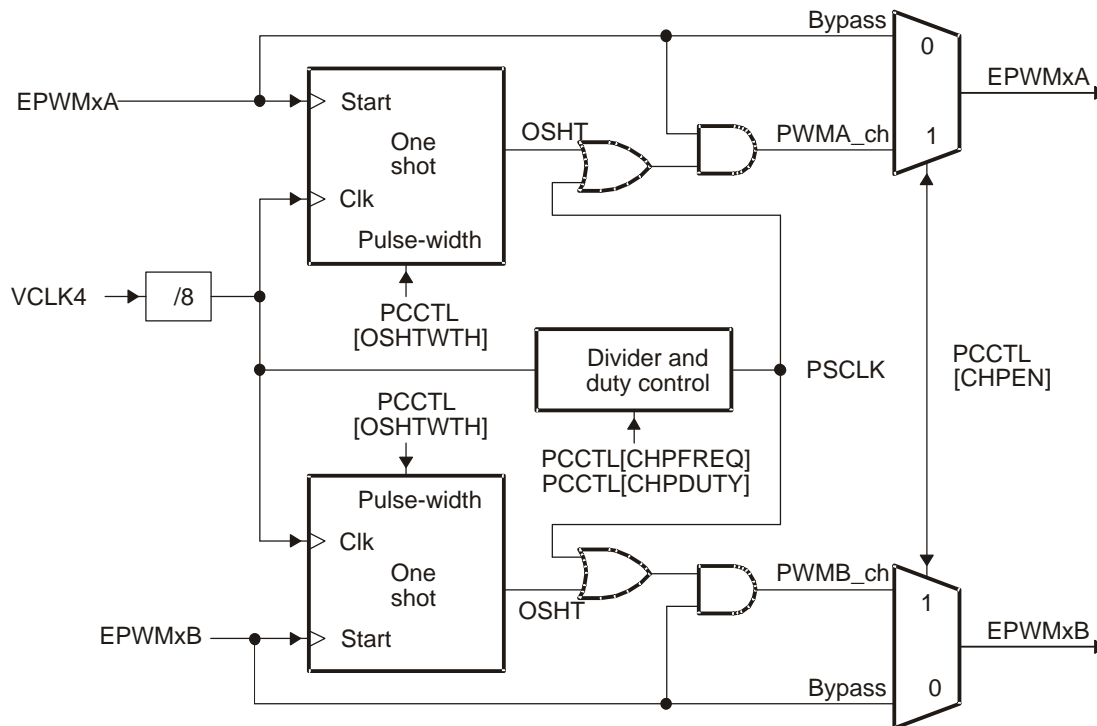 Bypass
0
EPWMxA
EPWMxA
Start
OSHT
One
shot
PWMA_ch
1
Clk
Pulse-width
VCLK4
/8
PCCTL
[OSHTWTH]
Divider and
duty control
PSCLK
PCCTL
[CHPEN]
PCCTL
[OSHTWTH]
PCCTL[CHPFREQ]
PCCTL[CHPDUTY]
Pulse-width
Clk
One
shot
OSHT
PWMB_ch
1
EPWMxB
Start
EPWMxB
Bypass
0